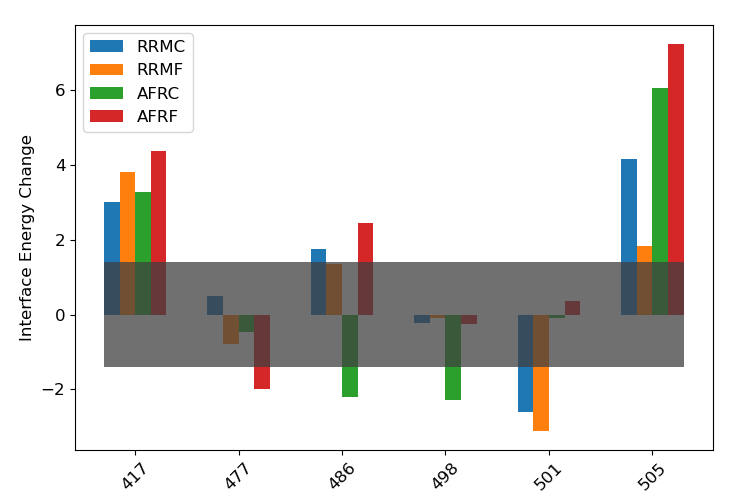 RRMC
RRMF
AFRC
AFRF
Interface Energy Change
6
4
2
0
−2
417
477
486
498
501
505